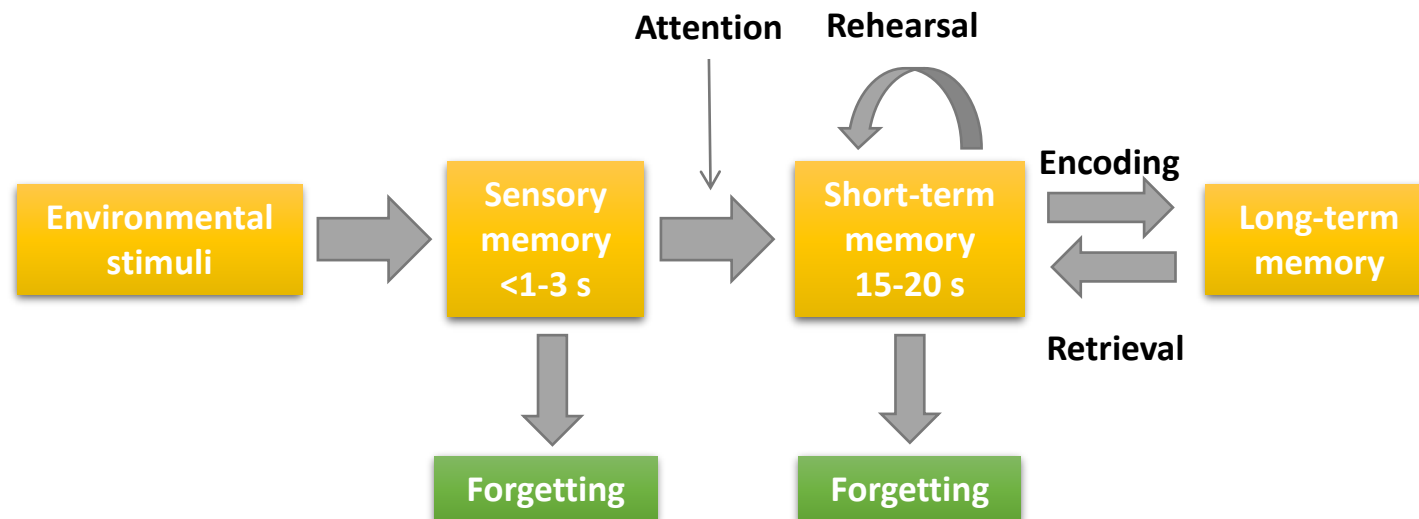 Attention
Rehearsal
Environmental
stimuli
Sensory
memory
<1-3 s
Short-term
memory
15-20 s
Encoding
Retrieval
Long-term
memory
Forgetting
Forgetting